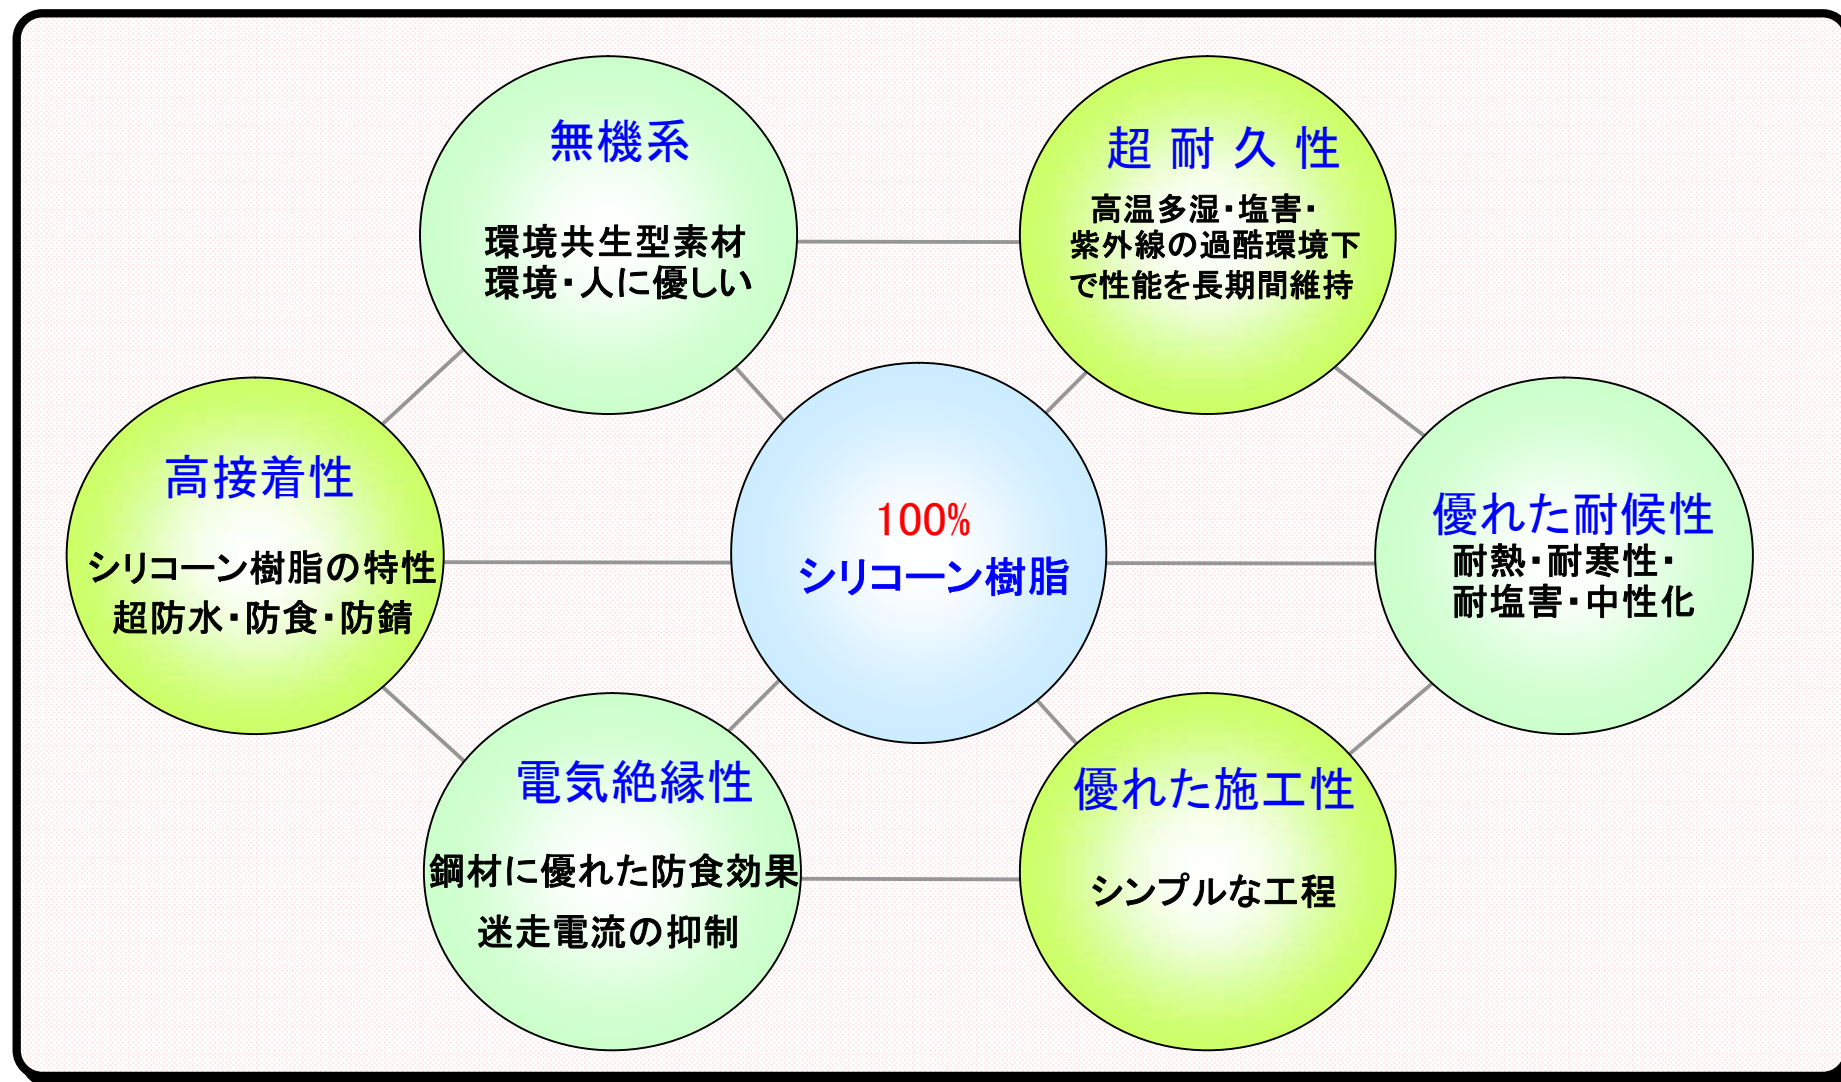 無機系
環境共生型素材
環境・人に優しい
超耐久性
高温多湿・塩害・
紫外線の過酷環境下
で性能を長期間維持
高接着性
シリコーン樹脂の特性
超防水・防食・防錆
100%
シリコーン樹脂
優れた耐候性
耐熱・耐寒性・
耐塩害・中性化
電気絶縁性
鋼材に優れた防食効果
迷走電流の抑制
優れた施工性
シンプルな工程